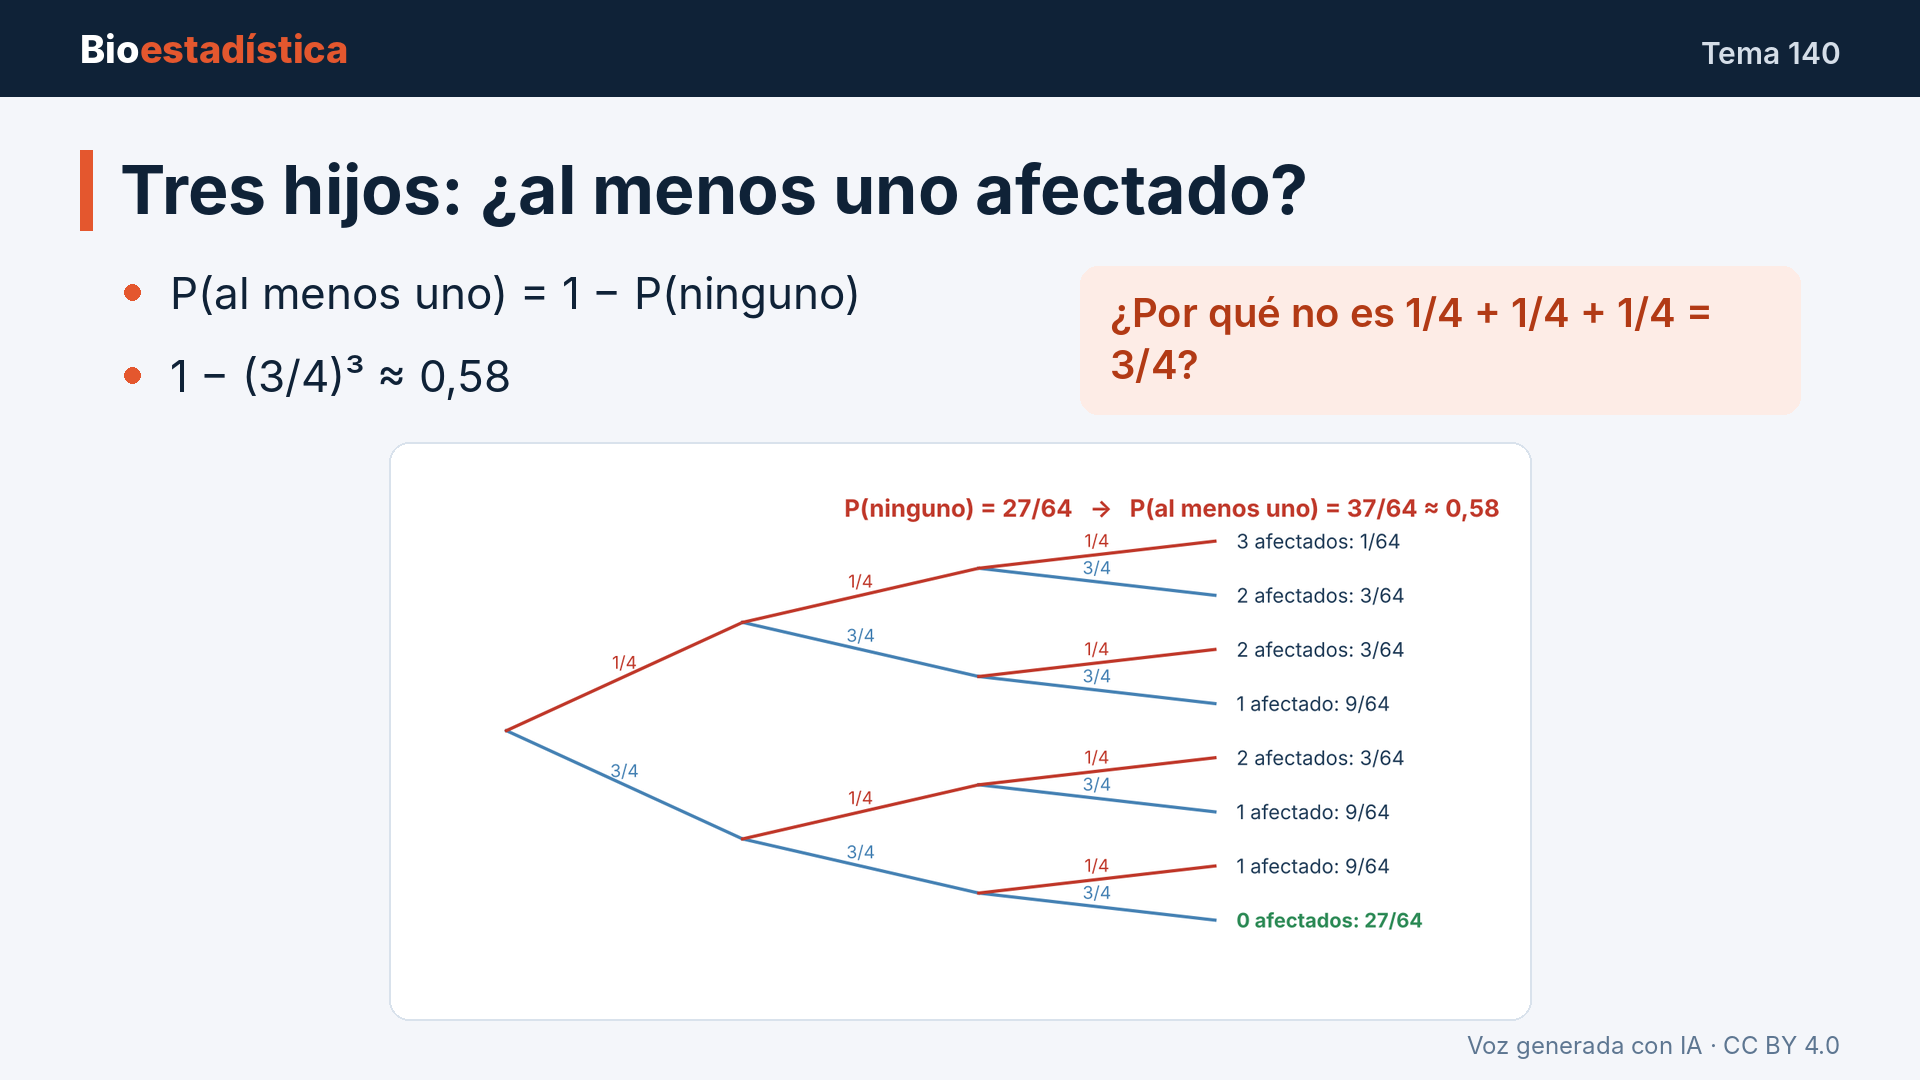 Bioestadística
Tema 140
Tres hijos: ¿al menos uno afectado?
P(al menos uno) = 1 − P(ninguno)
1 − (3/4)³ ≈ 0,58
¿Por qué no es 1/4 + 1/4 + 1/4 =
3/4?
P(ninguno) = 27/64 → P(al menos uno) = 37/64 ≈ 0,58
1/4
3/4
1/4
3/4
1/4
3/4
1/4
3/4
1/4
3/4
1/4
3/4
1/4
3/4
3 afectados: 1/64
2 afectados: 3/64
2 afectados: 3/64
1 afectado: 9/64
2 afectados: 3/64
1 afectado: 9/64
1 afectado: 9/64
0 afectados: 27/64
Voz generada con IA · CC BY 4.0